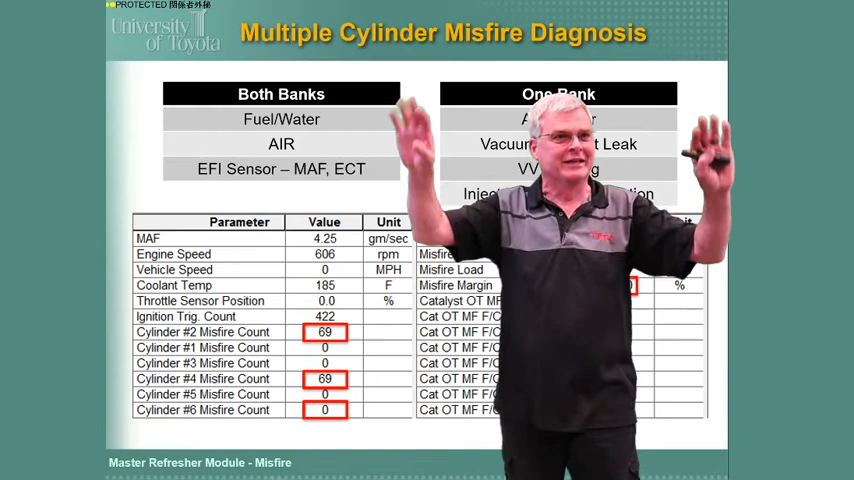 PROTECTED 関係者外秘
University of Toyota
Multiple Cylinder Misfire Diagnosis
Both Banks
Fuel/Water
AIR
EFI Sensor – MAF, ECT
One Bank
Vacuum Leak
Parameter Value Unit
MAF 4.25 gm/sec
Engine Speed 606 rpm
Vehicle Speed 0 MPH
Coolant Temp 185 F
Throttle Sensor Position 0.0 %
Ignition Trig. Count 422
Cylinder #2 Misfire Count 69
Cylinder #1 Misfire Count 0
Cylinder #3 Misfire Count 0
Cylinder #4 Misfire Count 69
Cylinder #5 Misfire Count 0
Cylinder #6 Misfire Count 0
Misfire
Misfire Load
Misfire Margin %
Catalyst OT MF
Cat OT MF F/C
Cat OT MF F/C
Cat OT MF F/C
Cat OT MF F/C
Cat OT MF F/C
Cat OT MF F/C
Master Refresher Module - Misfire